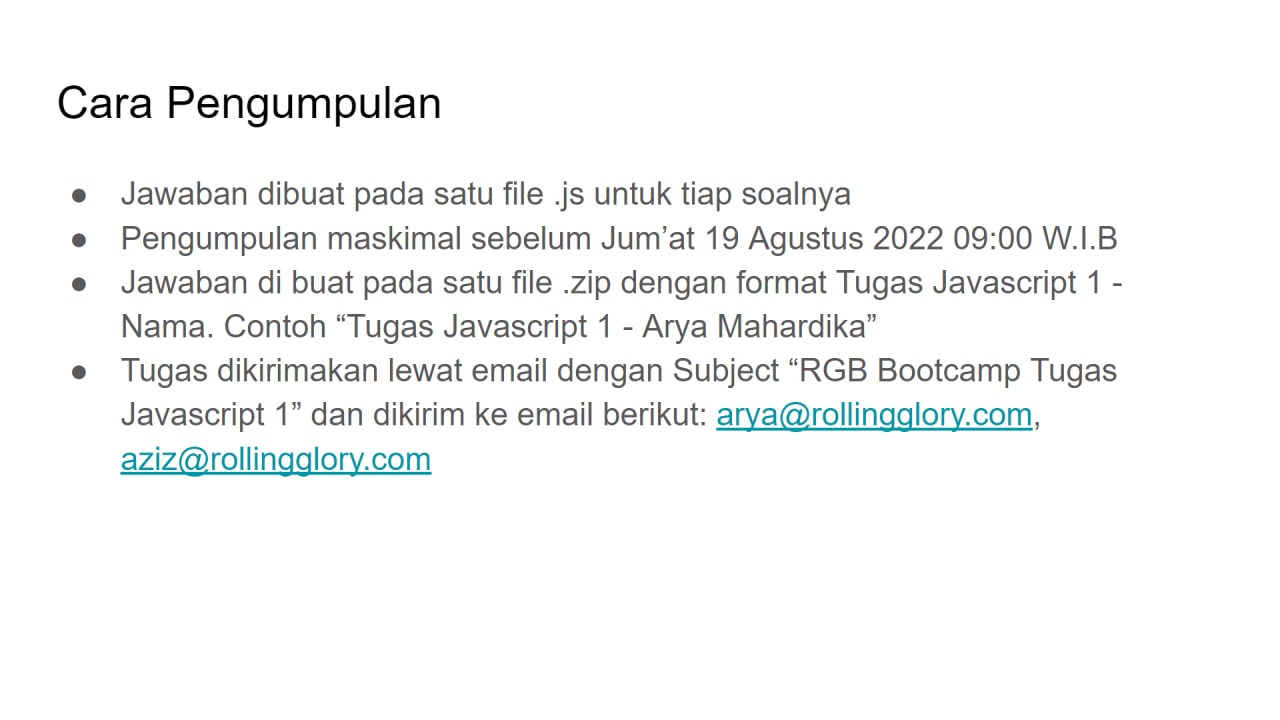 Cara Pengumpulan
● Jawaban dibuat pada satu file .js untuk tiap soalnya
● Pengumpulan maskimal sebelum Jum’at 19 Agustus 2022 09:00 W.I.B
● Jawaban di buat pada satu file .zip dengan format Tugas Javascript 1 -
Nama. Contoh “Tugas Javascript 1 - Arya Mahardika”
● Tugas dikirimakan lewat email dengan Subject “RGB Bootcamp Tugas
Javascript 1” dan dikirim ke email berikut: arya@rollingglory.com,
aziz@rollingglory.com